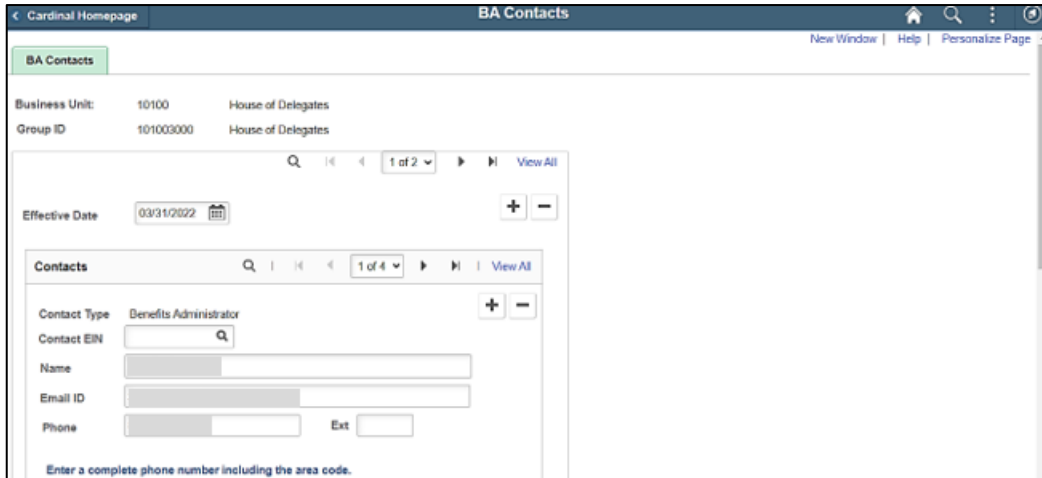 Cardinal Homepage
BA Contacts
New Window | Help | Personalize Page
BA Contacts
Business Unit: 10100 House of Delegates
Group ID 101003000 House of Delegates
1 of 2 View All
Effective Date 03/31/2022
Contacts 1 of 4 | View All
Contact Type Benefits Administrator
Contact EIN
Name
Email ID
Phone Ext
Enter a complete phone number including the area code.